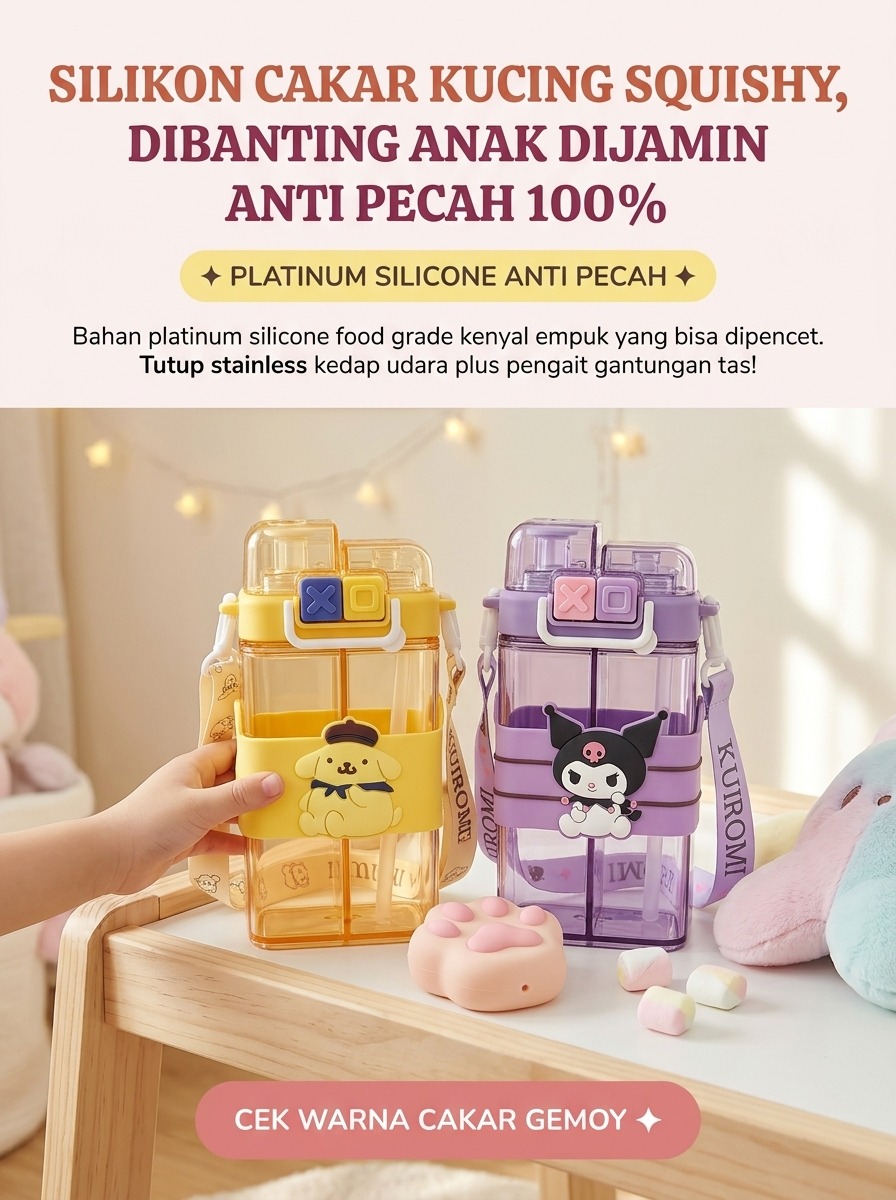 SILIKON CAKAR KUCING SQUISHY,
DIBANTING ANAK DIJAMIN
ANTI PECAH 100%
✦ PLATINUM SILICONE ANTI PECAH ✦
Bahan platinum silicone food grade kenyal empuk yang bisa dipencet.
Tutup stainless kedap udara plus pengait gantungan tas!
KUIROMI
KUIROMI
CEK WARNA CAKAR GEMOY ✦